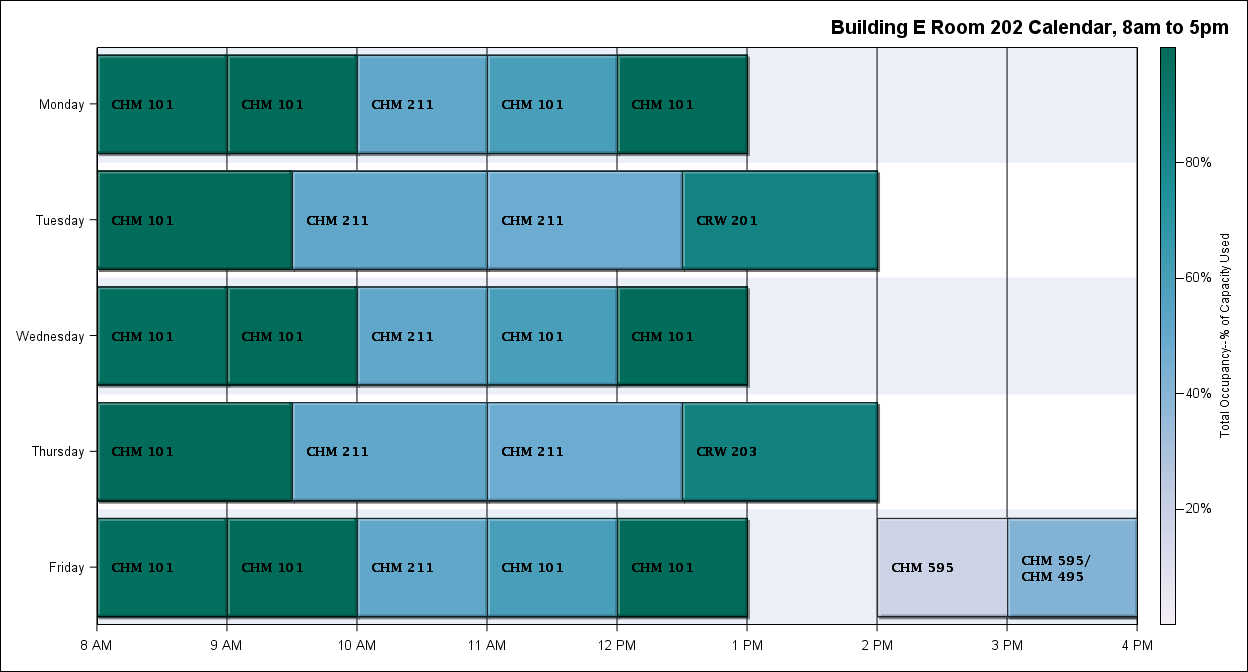 Building E Room 202 Calendar, 8am to 5pm
Monday
CHM 101
CHM 101
CHM 211
CHM 101
CHM 101
Tuesday
CHM 101
CHM 211
CHM 211
CRW 201
Wednesday
CHM 101
CHM 101
CHM 211
CHM 101
CHM 101
Thursday
CHM 101
CHM 211
CHM 211
CRW 203
Friday
CHM 101
CHM 101
CHM 211
CHM 101
CHM 101
CHM 595
CHM 595/
CHM 495
8 AM
9 AM
10 AM
11 AM
12 PM
1 PM
2 PM
3 PM
4 PM
80%
60%
40%
20%
Total Occupancy--% of Capacity Used